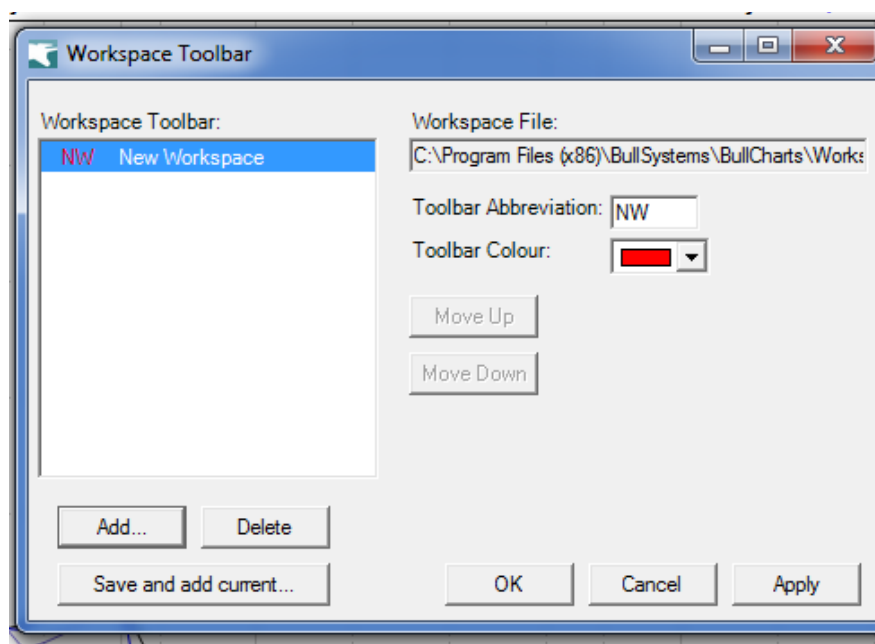 Workspace Toolbar
Workspace Toolbar:
NW New Workspace
Workspace File:
C:\Program Files (x86)\BullSystems\BullCharts\Works
Toolbar Abbreviation: NW
Toolbar Colour:
Move Up
Move Down
Add... Delete
Save and add current... OK Cancel Apply